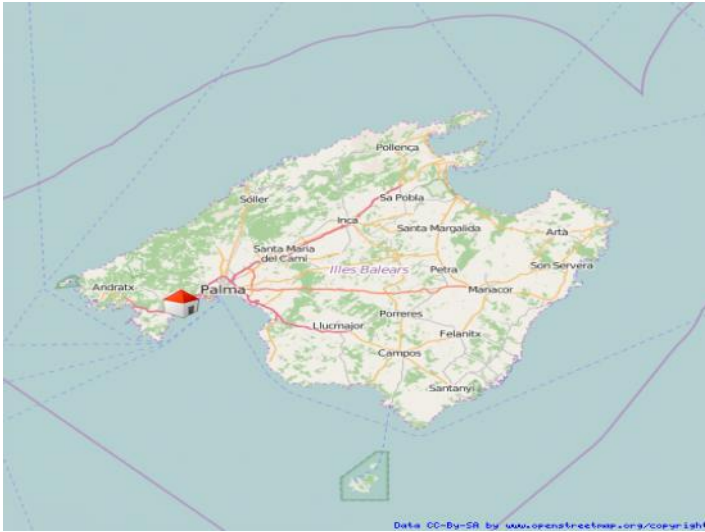 Pollença
Sóller
Sa Pobla
Inca
Santa Margalida
Artà
Santa Maria
del Camí
Illes Balears
Petra
Son Servera
Andratx
Palma
Manacor
Porreres
Llucmajor
Felanitx
Campos
Santanyí
Data CC-By-SA by www.openstreetmap.org/copyright